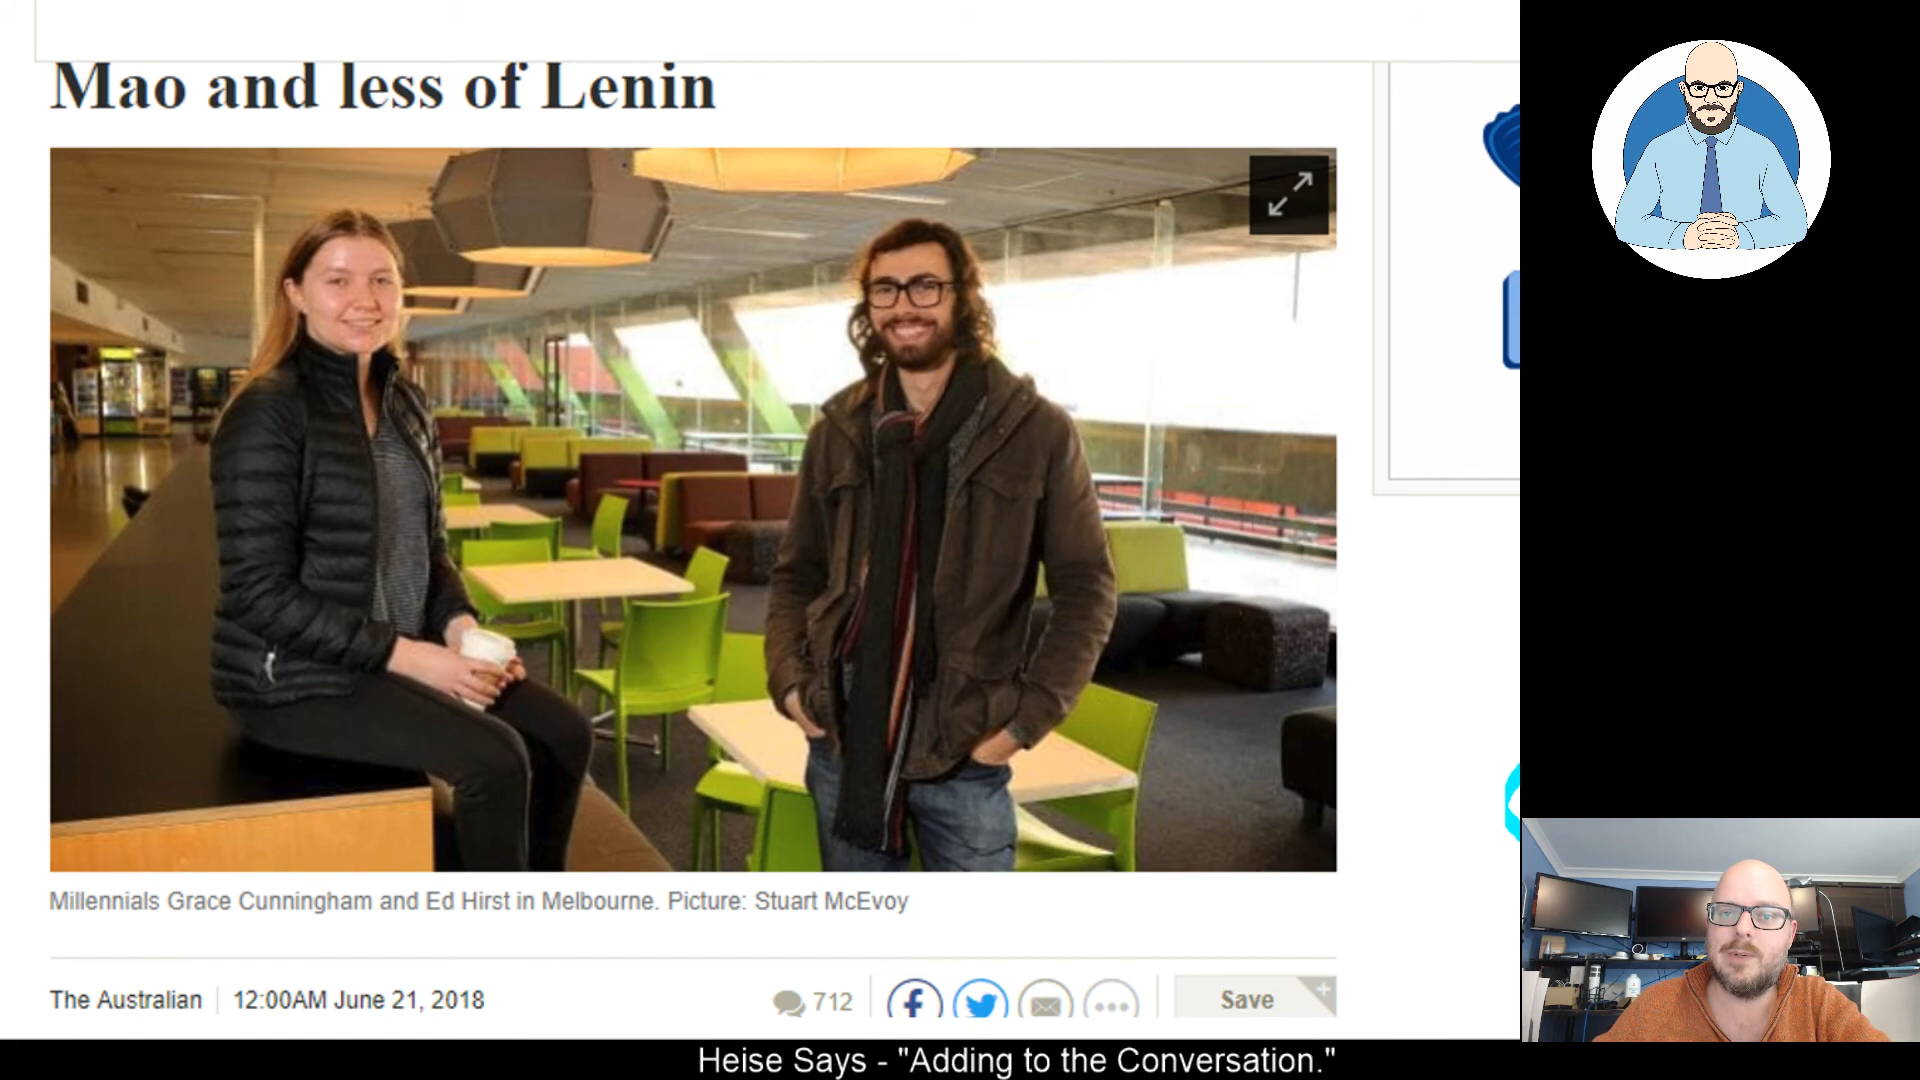 Mao and less of Lenin
Millennials Grace Cunningham and Ed Hirst in Melbourne. Picture: Stuart McEvoy
The Australian
12:00AM June 21, 2018
712
Save
Heise Says - "Adding to the Conversation."